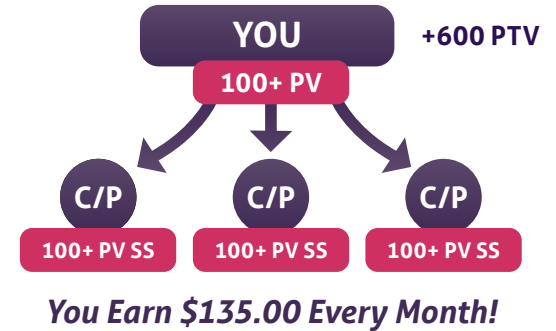 YOU
+600 PTV
100+ PV
C/P
C/P
C/P
100+ PV SS
100+ PV SS
100+ PV SS
You Earn $135.00 Every Month!